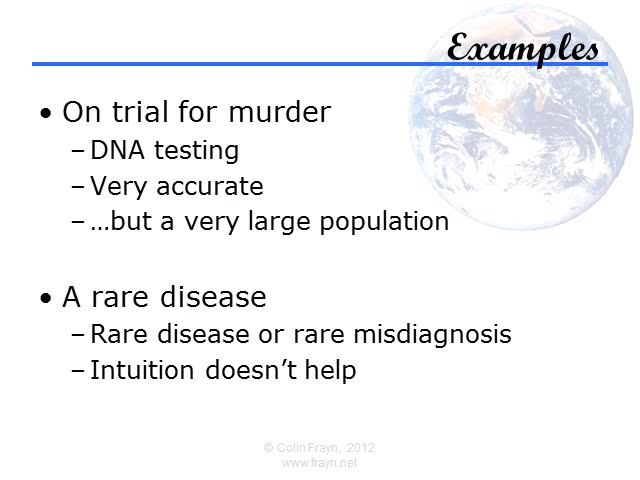 Examples
• On trial for murder
– DNA testing
– Very accurate
– …but a very large population
• A rare disease
– Rare disease or rare misdiagnosis
– Intuition doesn’t help
© Colin Frayn, 2012
www.frayn.net